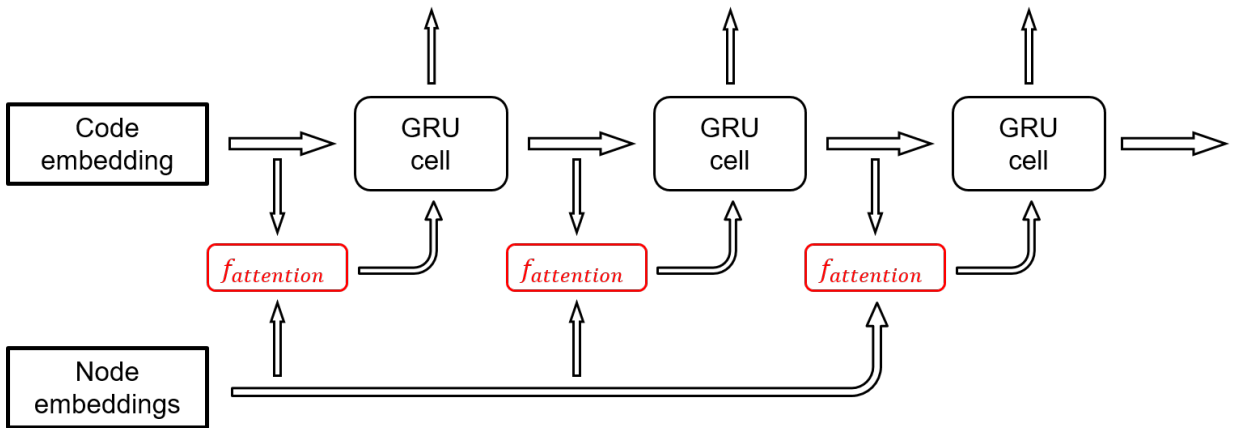 Code
embedding
GRU
cell
GRU
cell
GRU
cell
f_attention
f_attention
f_attention
Node
embeddings